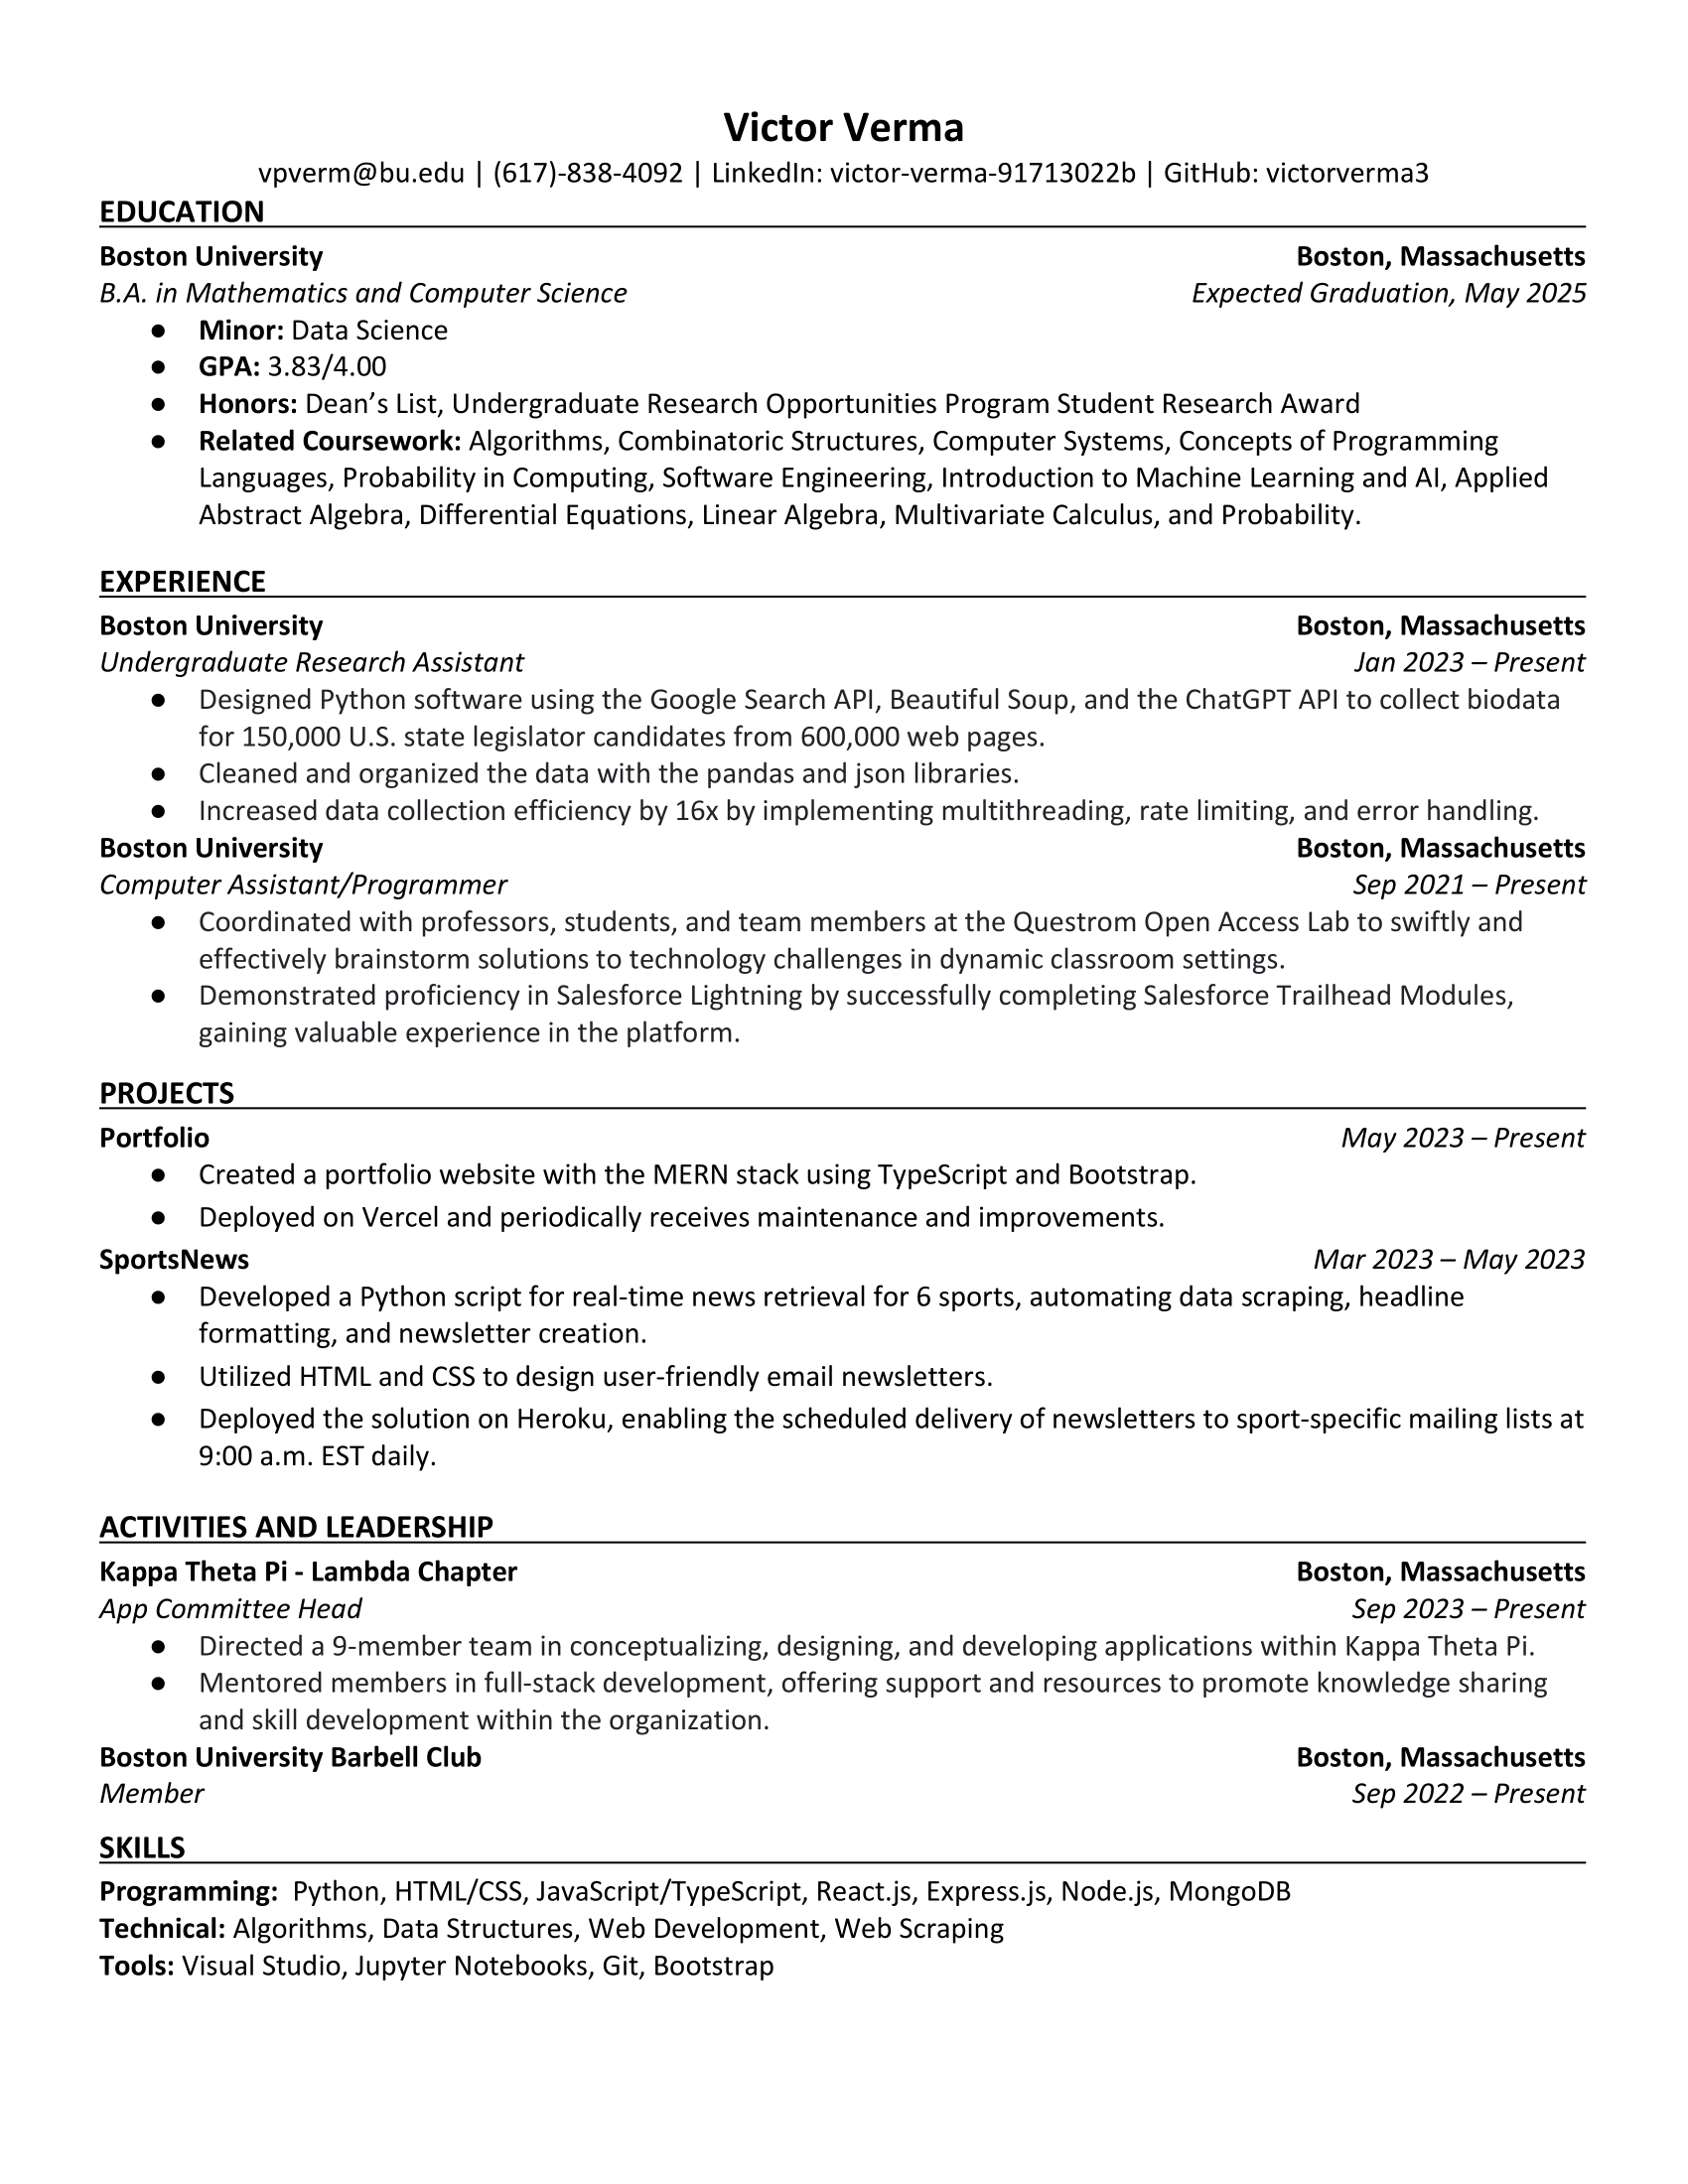 Victor Verma
vpverm@bu.edu | (617)-838-4092 | LinkedIn: victor-verma-91713022b | GitHub: victorverma3
EDUCATION
Boston University Boston, Massachusetts
B.A. in Mathematics and Computer Science Expected Graduation, May 2025
● Minor: Data Science
● GPA: 3.83/4.00
● Honors: Dean’s List, Undergraduate Research Opportunities Program Student Research Award
● Related Coursework: Algorithms, Combinatoric Structures, Computer Systems, Concepts of Programming
Languages, Probability in Computing, Software Engineering, Introduction to Machine Learning and AI, Applied
Abstract Algebra, Differential Equations, Linear Algebra, Multivariate Calculus, and Probability.
EXPERIENCE
Boston University Boston, Massachusetts
Undergraduate Research Assistant Jan 2023 – Present
● Designed Python software using the Google Search API, Beautiful Soup, and the ChatGPT API to collect biodata
for 150,000 U.S. state legislator candidates from 600,000 web pages.
● Cleaned and organized the data with the pandas and json libraries.
● Increased data collection efficiency by 16x by implementing multithreading, rate limiting, and error handling.
Boston University Boston, Massachusetts
Computer Assistant/Programmer Sep 2021 – Present
● Coordinated with professors, students, and team members at the Questrom Open Access Lab to swiftly and
effectively brainstorm solutions to technology challenges in dynamic classroom settings.
● Demonstrated proficiency in Salesforce Lightning by successfully completing Salesforce Trailhead Modules,
gaining valuable experience in the platform.
PROJECTS
Portfolio May 2023 – Present
● Created a portfolio website with the MERN stack using TypeScript and Bootstrap.
● Deployed on Vercel and periodically receives maintenance and improvements.
SportsNews Mar 2023 – May 2023
● Developed a Python script for real-time news retrieval for 6 sports, automating data scraping, headline
formatting, and newsletter creation.
● Utilized HTML and CSS to design user-friendly email newsletters.
● Deployed the solution on Heroku, enabling the scheduled delivery of newsletters to sport-specific mailing lists at
9:00 a.m. EST daily.
ACTIVITIES AND LEADERSHIP
Kappa Theta Pi - Lambda Chapter Boston, Massachusetts
App Committee Head Sep 2023 – Present
● Directed a 9-member team in conceptualizing, designing, and developing applications within Kappa Theta Pi.
● Mentored members in full-stack development, offering support and resources to promote knowledge sharing
and skill development within the organization.
Boston University Barbell Club Boston, Massachusetts
Member Sep 2022 – Present
SKILLS
Programming: Python, HTML/CSS, JavaScript/TypeScript, React.js, Express.js, Node.js, MongoDB
Technical: Algorithms, Data Structures, Web Development, Web Scraping
Tools: Visual Studio, Jupyter Notebooks, Git, Bootstrap